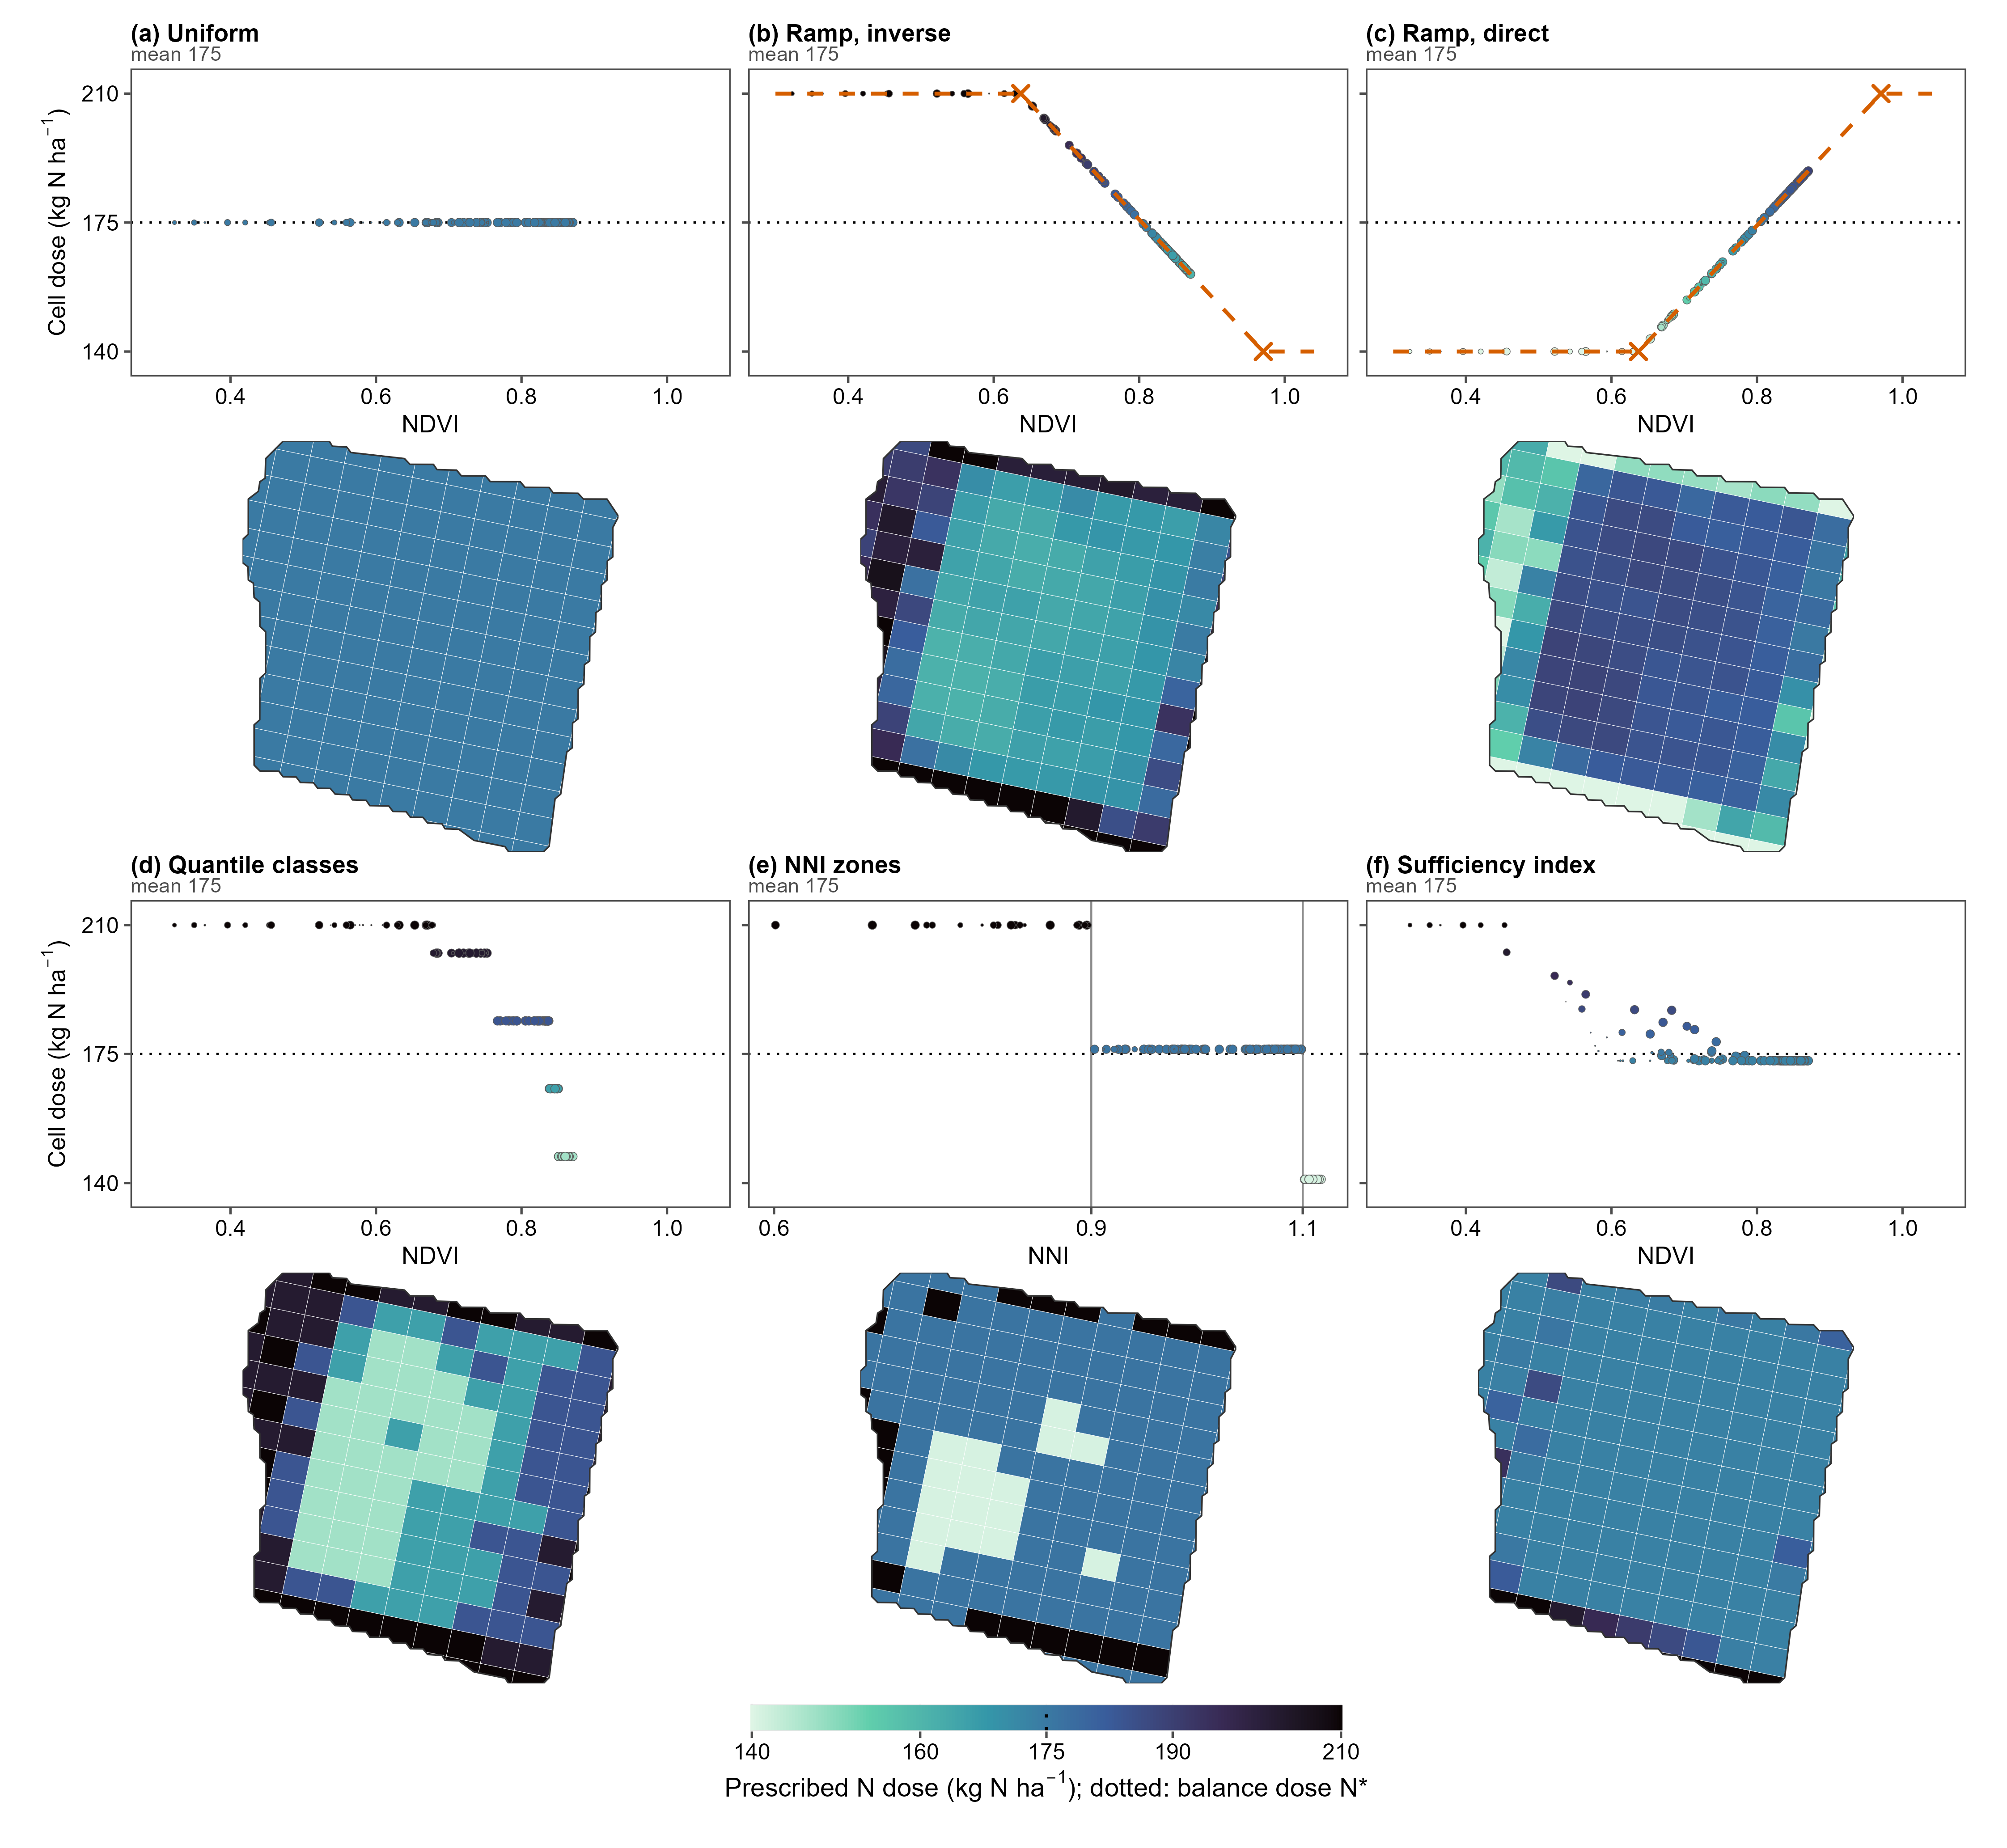 (a) Uniform
mean 175
(b) Ramp, inverse
mean 175
(c) Ramp, direct
mean 175
Cell dose (kg N ha⁻¹)
210
175
140
0.4 0.6 0.8 1.0
NDVI
0.4 0.6 0.8 1.0
NDVI
0.4 0.6 0.8 1.0
NDVI
(d) Quantile classes
mean 175
(e) NNI zones
mean 175
(f) Sufficiency index
mean 175
Cell dose (kg N ha⁻¹)
210
175
140
0.4 0.6 0.8 1.0
NDVI
0.6 0.9 1.1
NNI
0.4 0.6 0.8 1.0
NDVI
140 160 175 190 210
Prescribed N dose (kg N ha⁻¹); dotted: balance dose N*